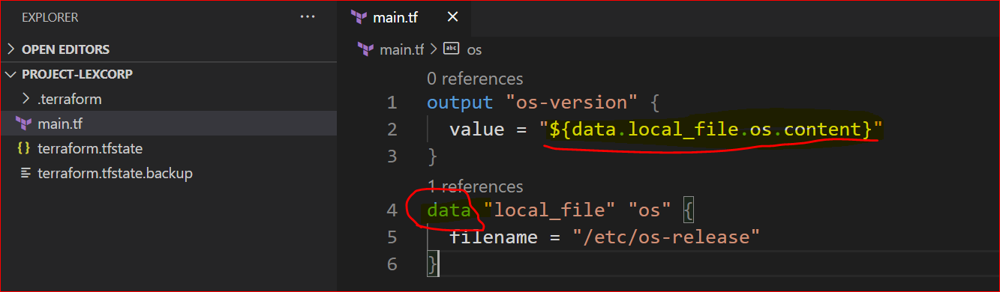 EXPLORER
...
OPEN EDITORS
PROJECT-LEXCORP
.terraform
main.tf
terraform.tfstate
terraform.tfstate.backup
main.tf
main.tf > abc os
0 references
1 output "os-version" {
2 value = "${data.local_file.os.content}"
3 }
1 references
4 data "local_file" "os" {
5 filename = "/etc/os-release"
6 }